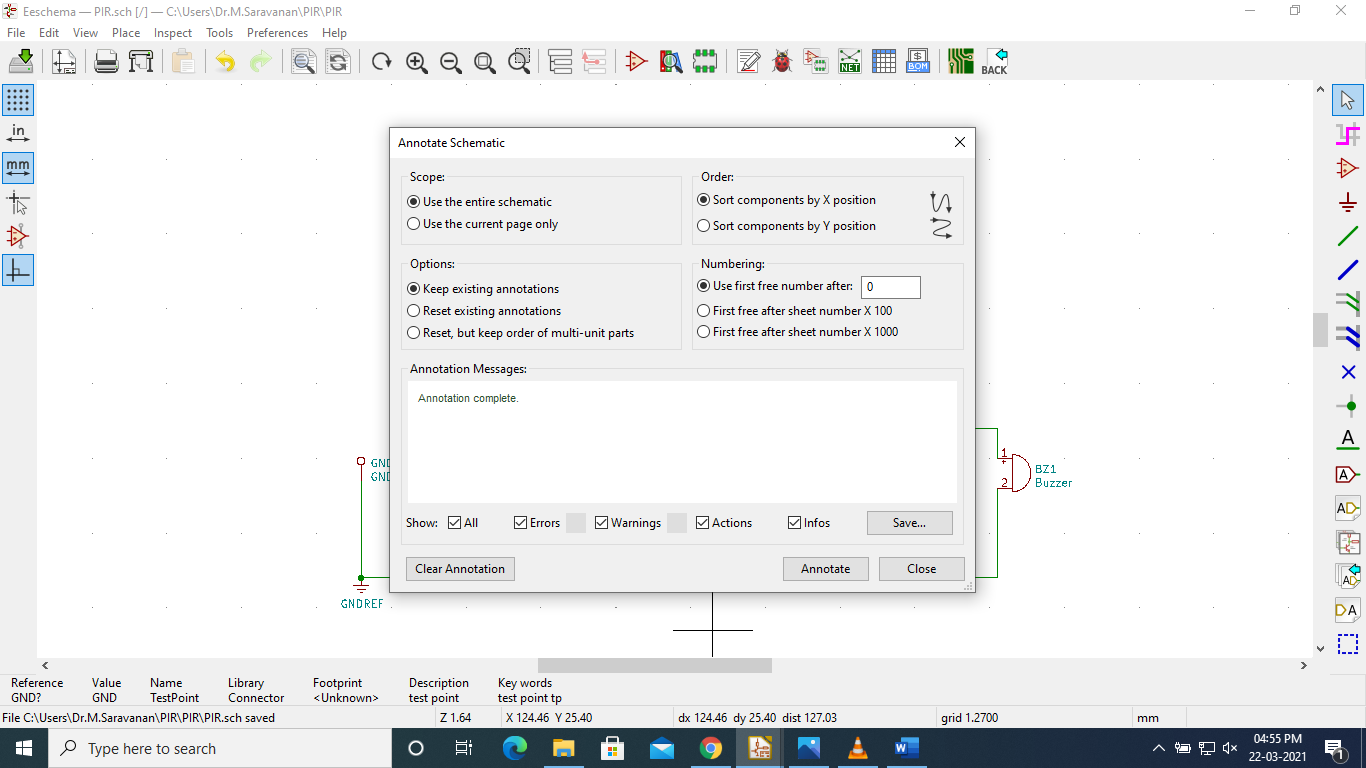 Eeschema — PIR.sch [/] — C:\Users\Dr.M.Saravanan\PIR\PIR
File Edit View Place Inspect Tools Preferences Help
NET
BOM
BACK
in
mm
Annotate Schematic
Scope:
Use the entire schematic
Use the current page only
Order:
Sort components by X position
Sort components by Y position
Options:
Keep existing annotations
Reset existing annotations
Reset, but keep order of multi-unit parts
Numbering:
Use first free number after: 0
First free after sheet number X 100
First free after sheet number X 1000
Annotation Messages:
Annotation complete.
Show: All Errors Warnings Actions Infos Save...
Clear Annotation Annotate Close
GND
GND
GNDREF
1
2
BZ1
Buzzer
A
A
AD
AD
DA
Reference Value Name Library Footprint Description Key words
GND? GND TestPoint Connector <Unknown> test point test point tp
File C:\Users\Dr.M.Saravanan\PIR\PIR\PIR.sch saved Z 1.64 X 124.46 Y 25.40 dx 124.46 dy 25.40 dist 127.03 grid 1.2700 mm
Type here to search
04:55 PM
22-03-2021
1